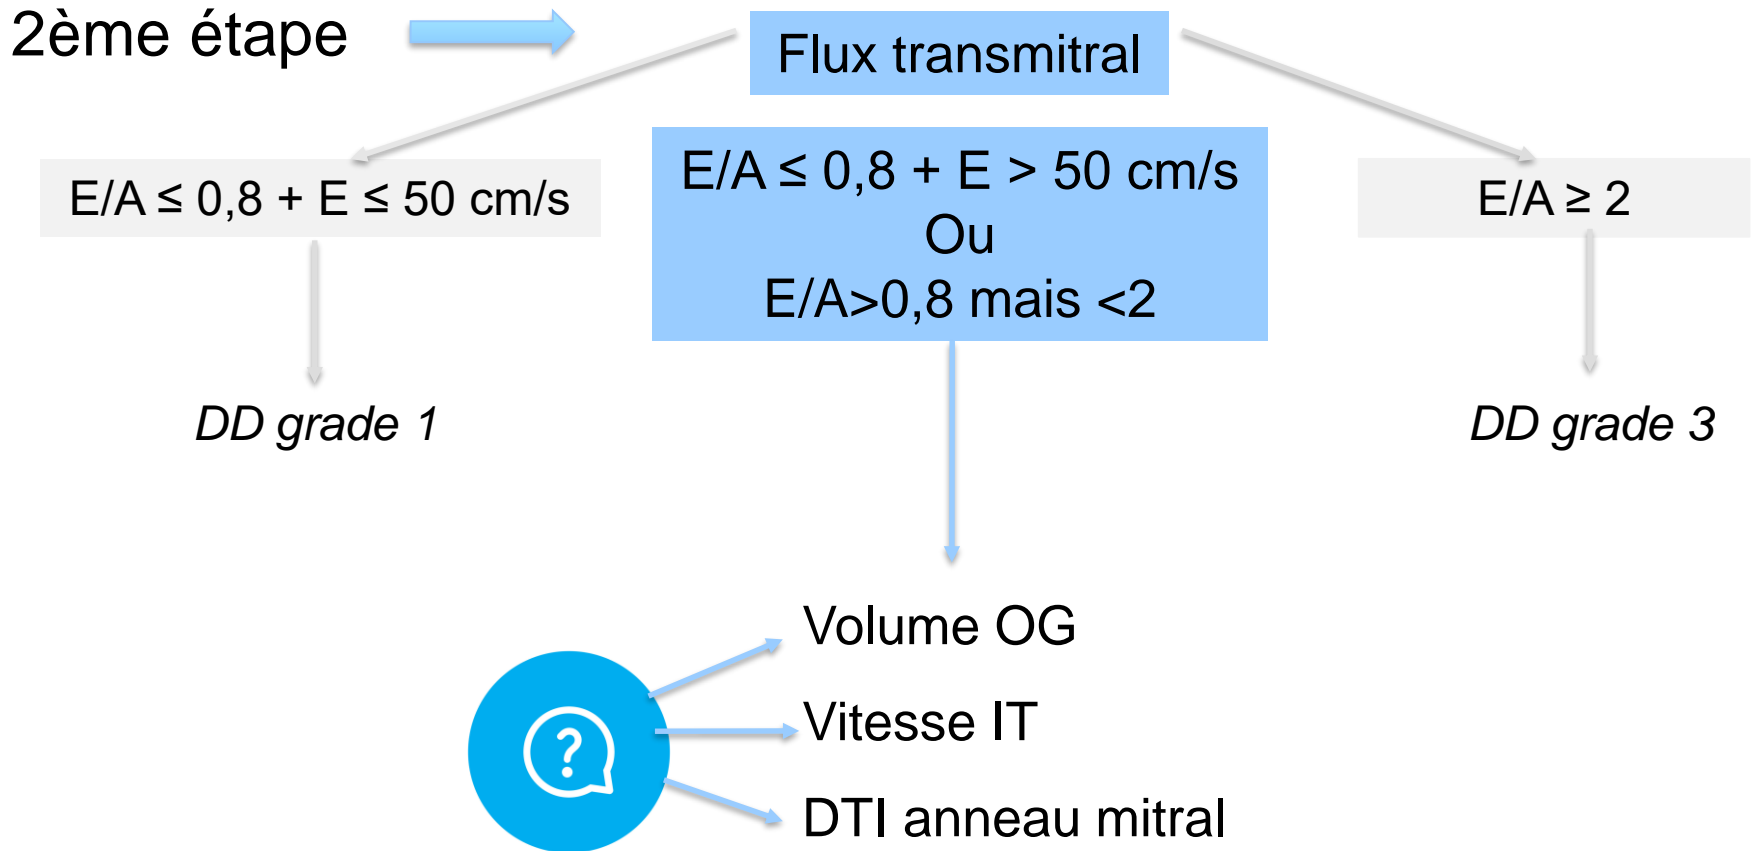 2ème étape
Flux transmitral
E/A ≤ 0,8 + E ≤ 50 cm/s
E/A ≤ 0,8 + E > 50 cm/s
Ou
E/A>0,8 mais <2
E/A ≥ 2
DD grade 1
DD grade 3
Volume OG
Vitesse IT
DTI anneau mitral
?